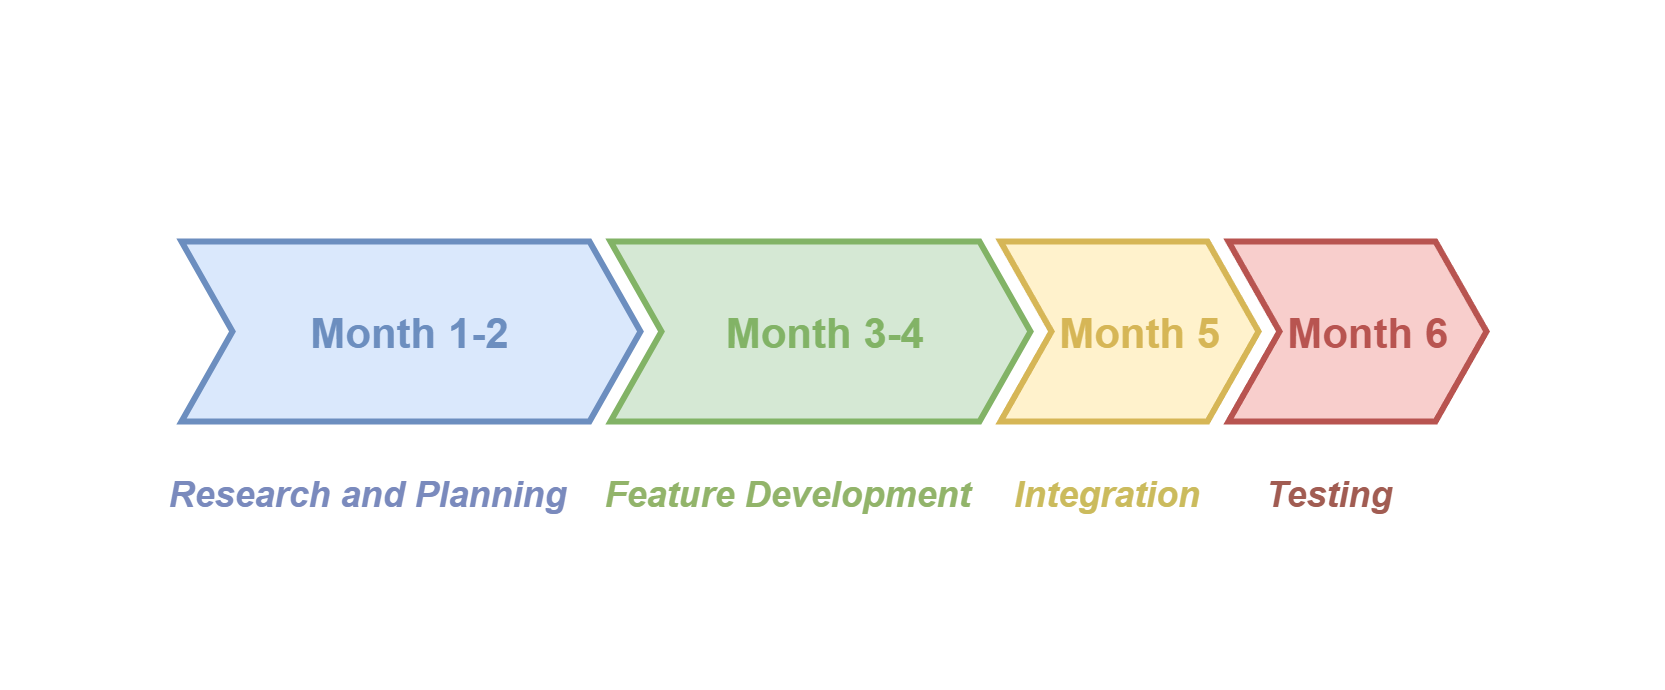 Month 1-2
Month 3-4
Month 5
Month 6
Research and Planning
Feature Development
Integration
Testing